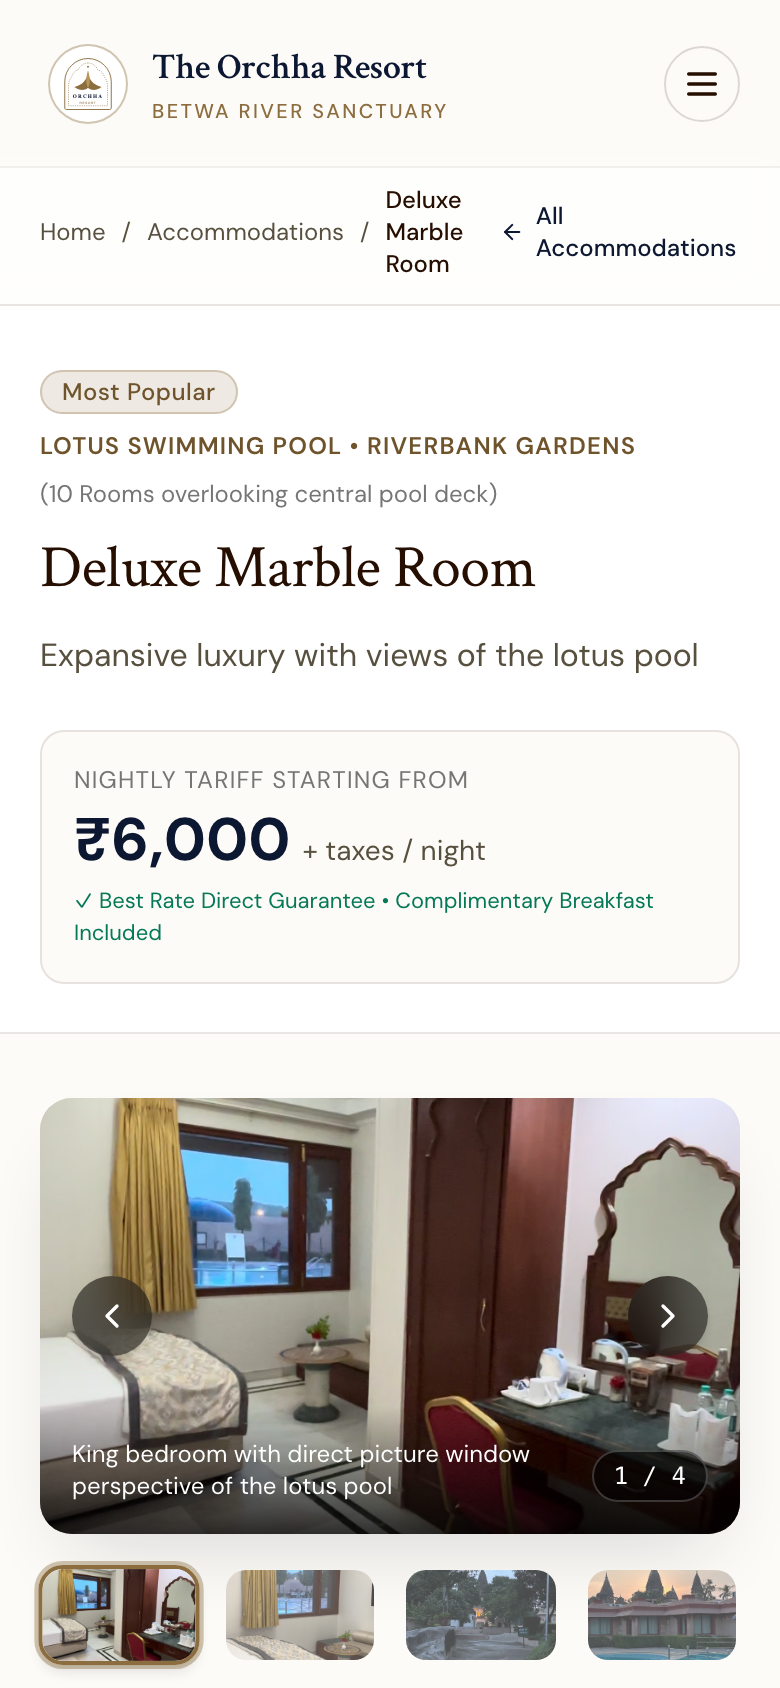 ORCHHA
RESORT
The Orchha Resort
BETWA RIVER SANCTUARY
Home / Accommodations / Deluxe Marble Room
← All Accommodations
Most Popular
LOTUS SWIMMING POOL • RIVERBANK GARDENS
(10 Rooms overlooking central pool deck)
Deluxe Marble Room
Expansive luxury with views of the lotus pool
NIGHTLY TARIFF STARTING FROM
₹6,000 + taxes / night
✓ Best Rate Direct Guarantee • Complimentary Breakfast
Included
King bedroom with direct picture window
perspective of the lotus pool
1 / 4